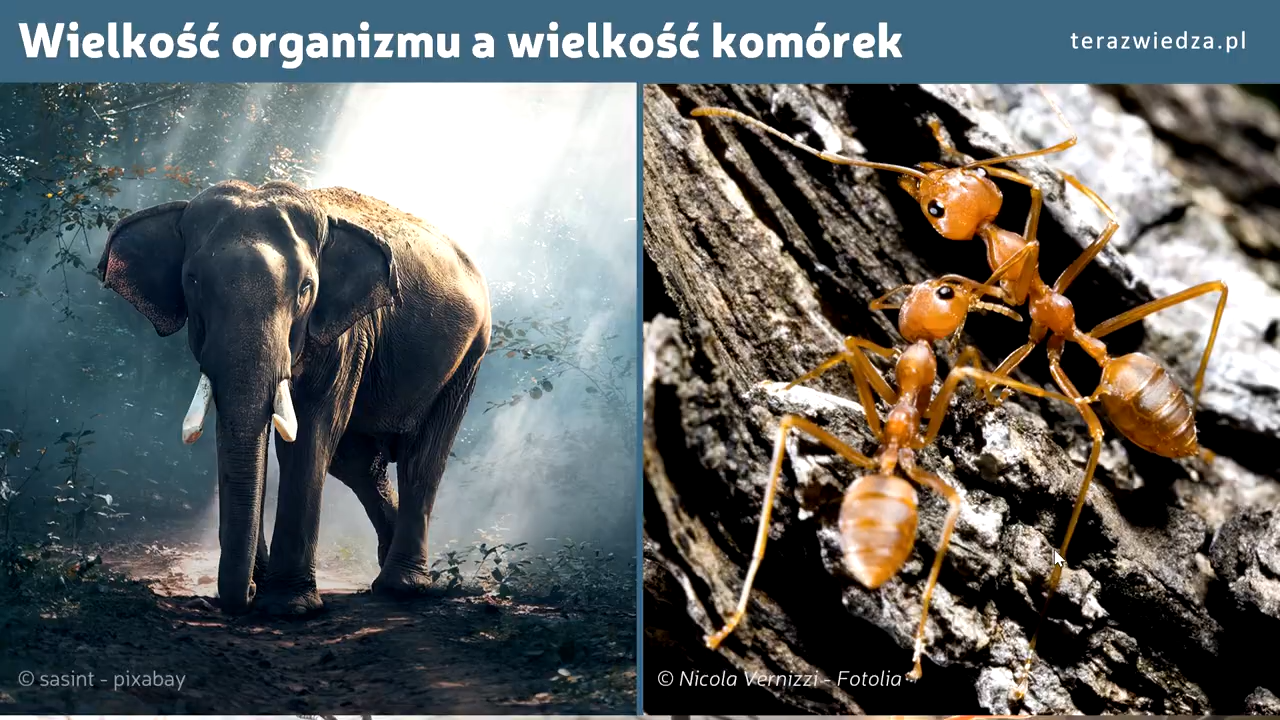 Wielkość organizmu a wielkość komórek
terazwiedza.pl
© sasint - pixabay
© Nicola Vernizzi - Fotolia